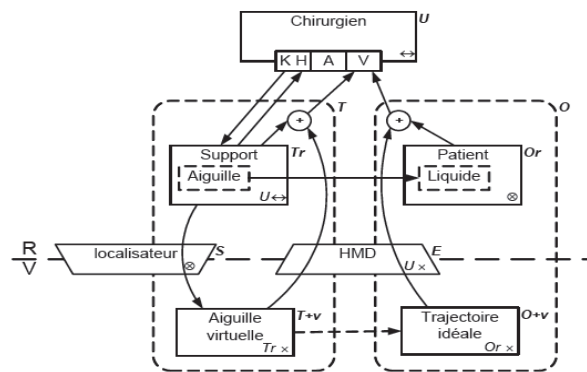 Chirurgien U
K H A V ↔
T O
+ +
Support Tr Patient Or
Aiguille Liquide
U↔ ⊗
R
V
localisateur S HMD E
⊗ U×
Aiguille virtuelle T+v Trajectoire idéale O+v
Tr × Or ×